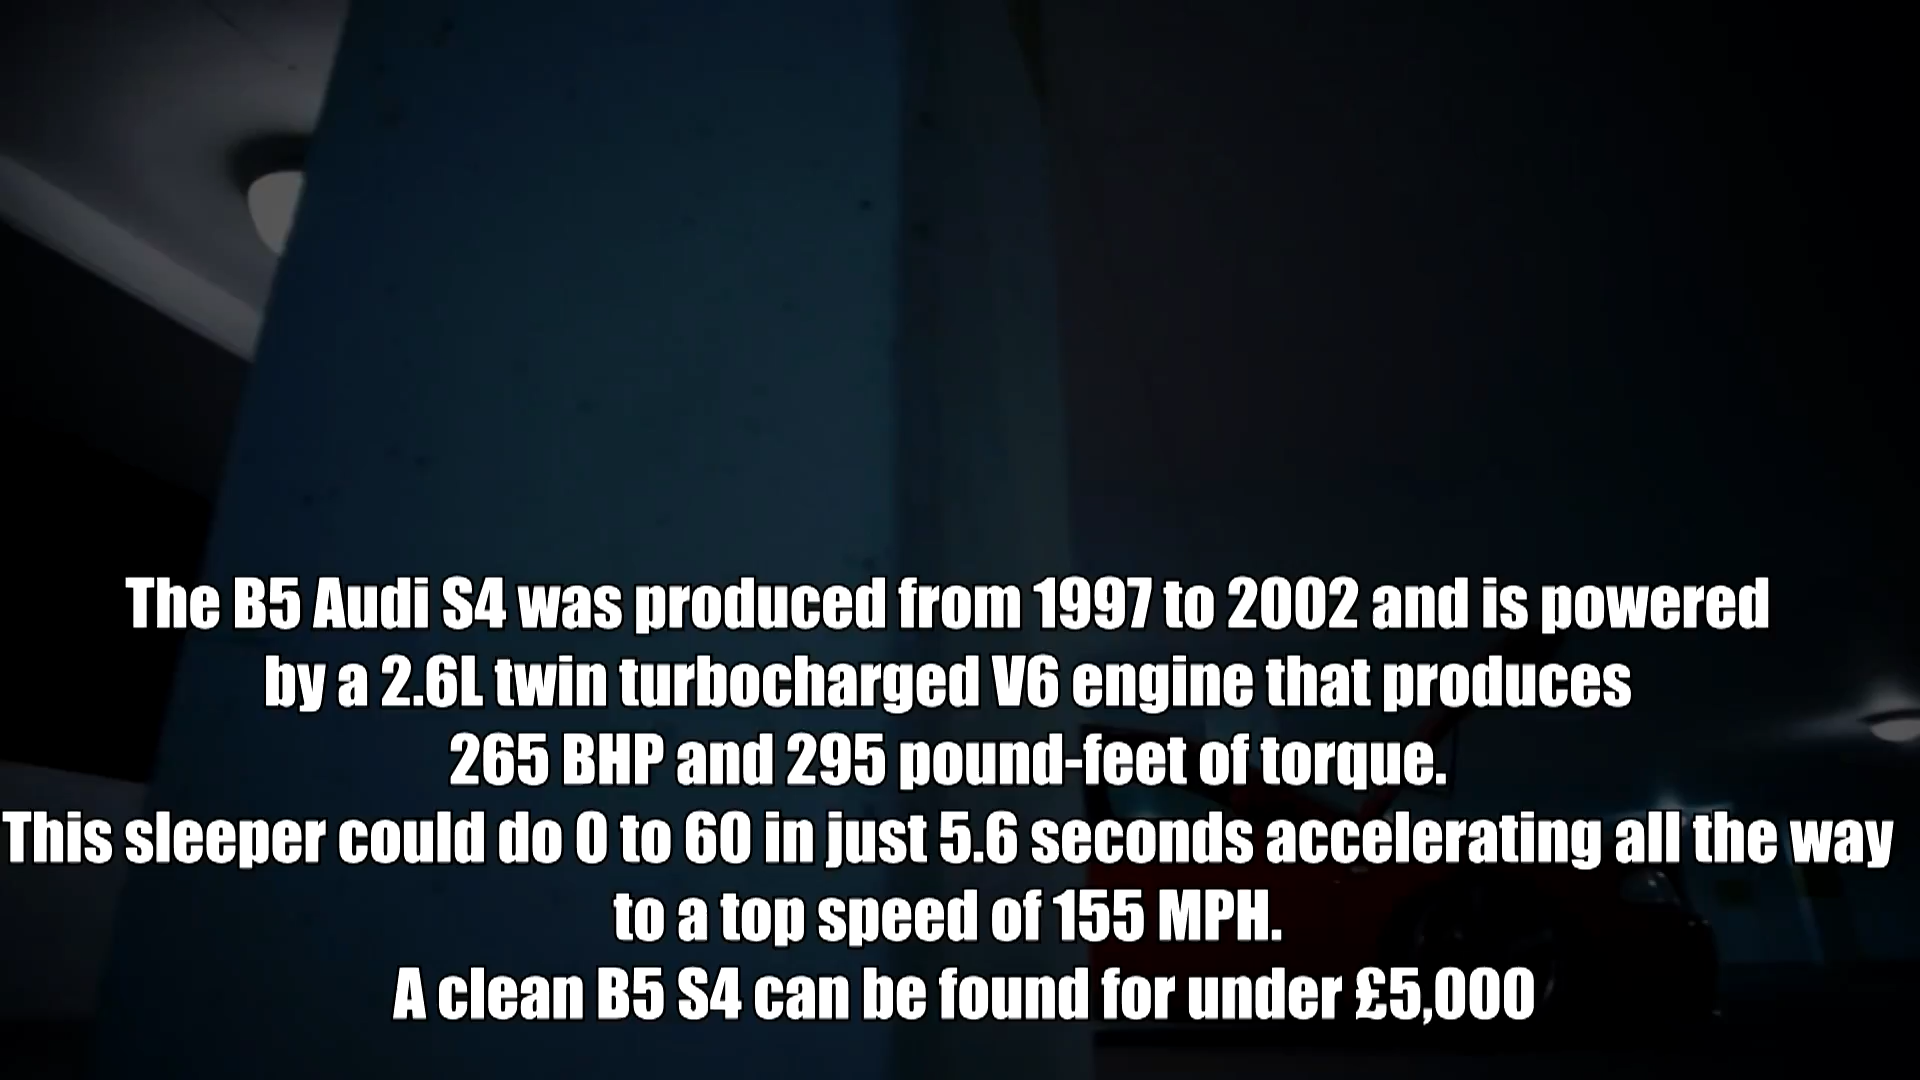 The B5 Audi S4 was produced from 1997 to 2002 and is powered
by a 2.6L twin turbocharged V6 engine that produces
265 BHP and 295 pound-feet of torque.
This sleeper could do 0 to 60 in just 5.6 seconds accelerating all the way
to a top speed of 155 MPH.
A clean B5 S4 can be found for under £5,000